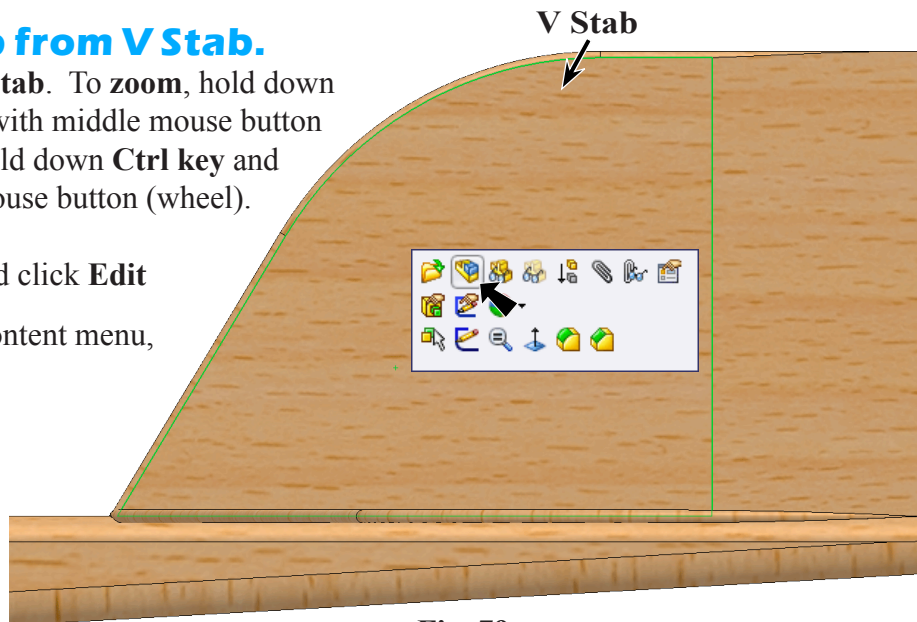 V Stab
from V Stab.
tab. To zoom, hold down
with middle mouse button
ld down Ctrl key and
ouse button (wheel).
d click Edit
ontent menu,